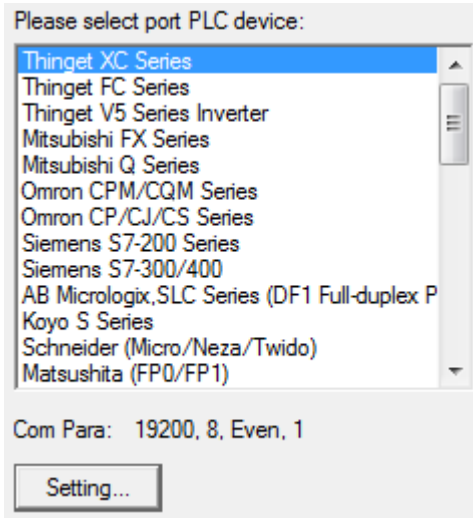 Please select port PLC device:
Thinget XC Series
Thinget FC Series
Thinget V5 Series Inverter
Mitsubishi FX Series
Mitsubishi Q Series
Omron CPM/CQM Series
Omron CP/CJ/CS Series
Siemens S7-200 Series
Siemens S7-300/400
AB Micrologix,SLC Series (DF1 Full-duplex P
Koyo S Series
Schneider (Micro/Neza/Twido)
Matsushita (FP0/FP1)
Com Para: 19200, 8, Even, 1
Setting...